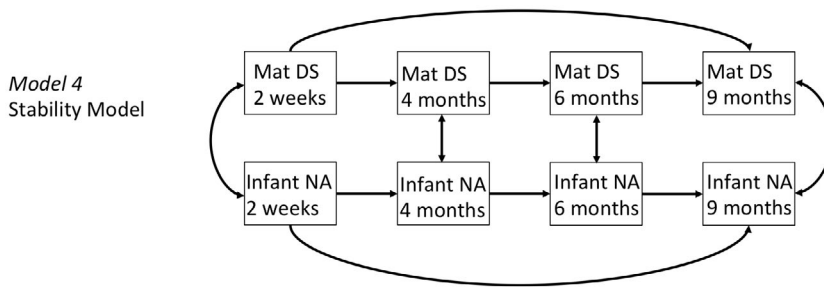 Model 4
Stability Model
Mat DS
2 weeks
Mat DS
4 months
Mat DS
6 months
Mat DS
9 months
Infant NA
2 weeks
Infant NA
4 months
Infant NA
6 months
Infant NA
9 months